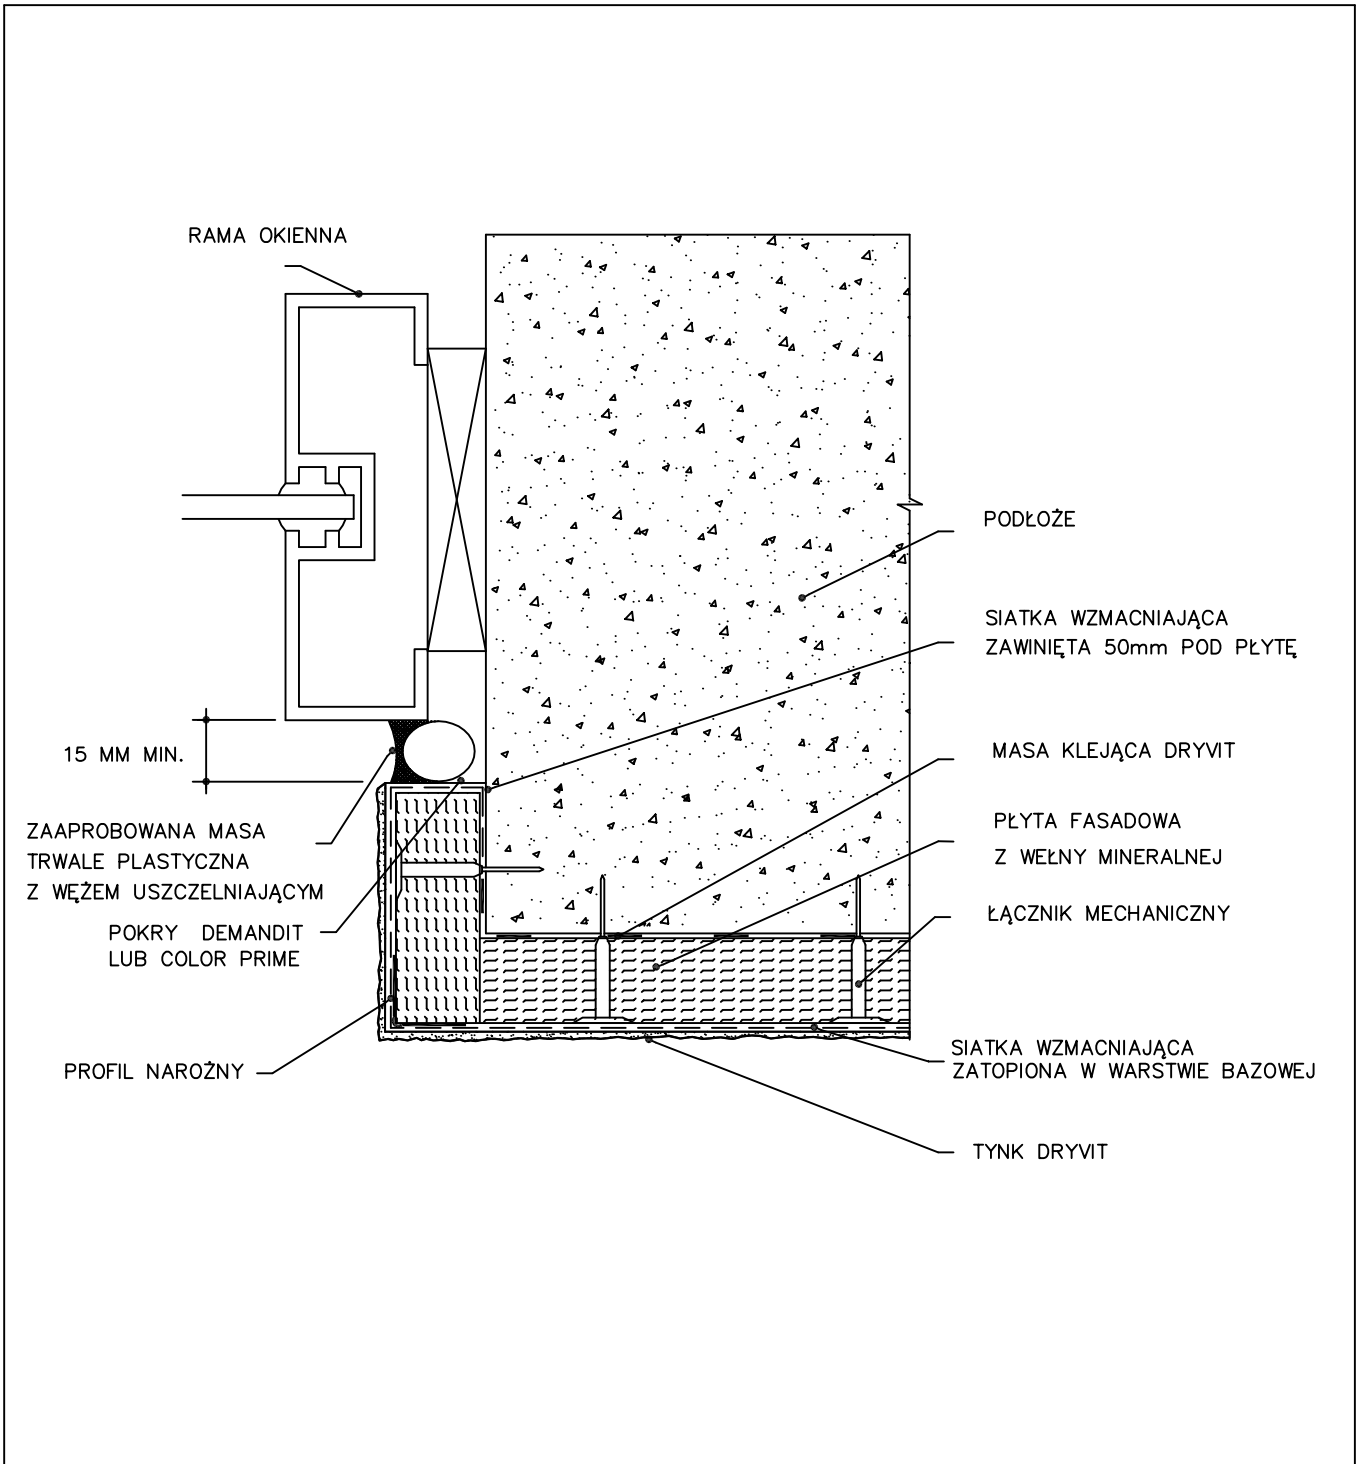 RAMA OKIENNA
PODŁOŻE
SIATKA WZMACNIAJĄCA
ZAWINIĘTA 50mm POD PŁYTĘ
15 MM MIN.
MASA KLEJĄCA DRYVIT
ZAAPROBOWANA MASA
TRWALE PLASTYCZNA
Z WĘŻEM USZCZELNIAJĄCYM
PŁYTA FASADOWA
Z WEŁNY MINERALNEJ
ŁĄCZNIK MECHANICZNY
POKRY DEMANDIT
LUB COLOR PRIME
PROFIL NAROŻNY
SIATKA WZMACNIAJĄCA
ZATOPIONA W WARSTWIE BAZOWEJ
TYNK DRYVIT